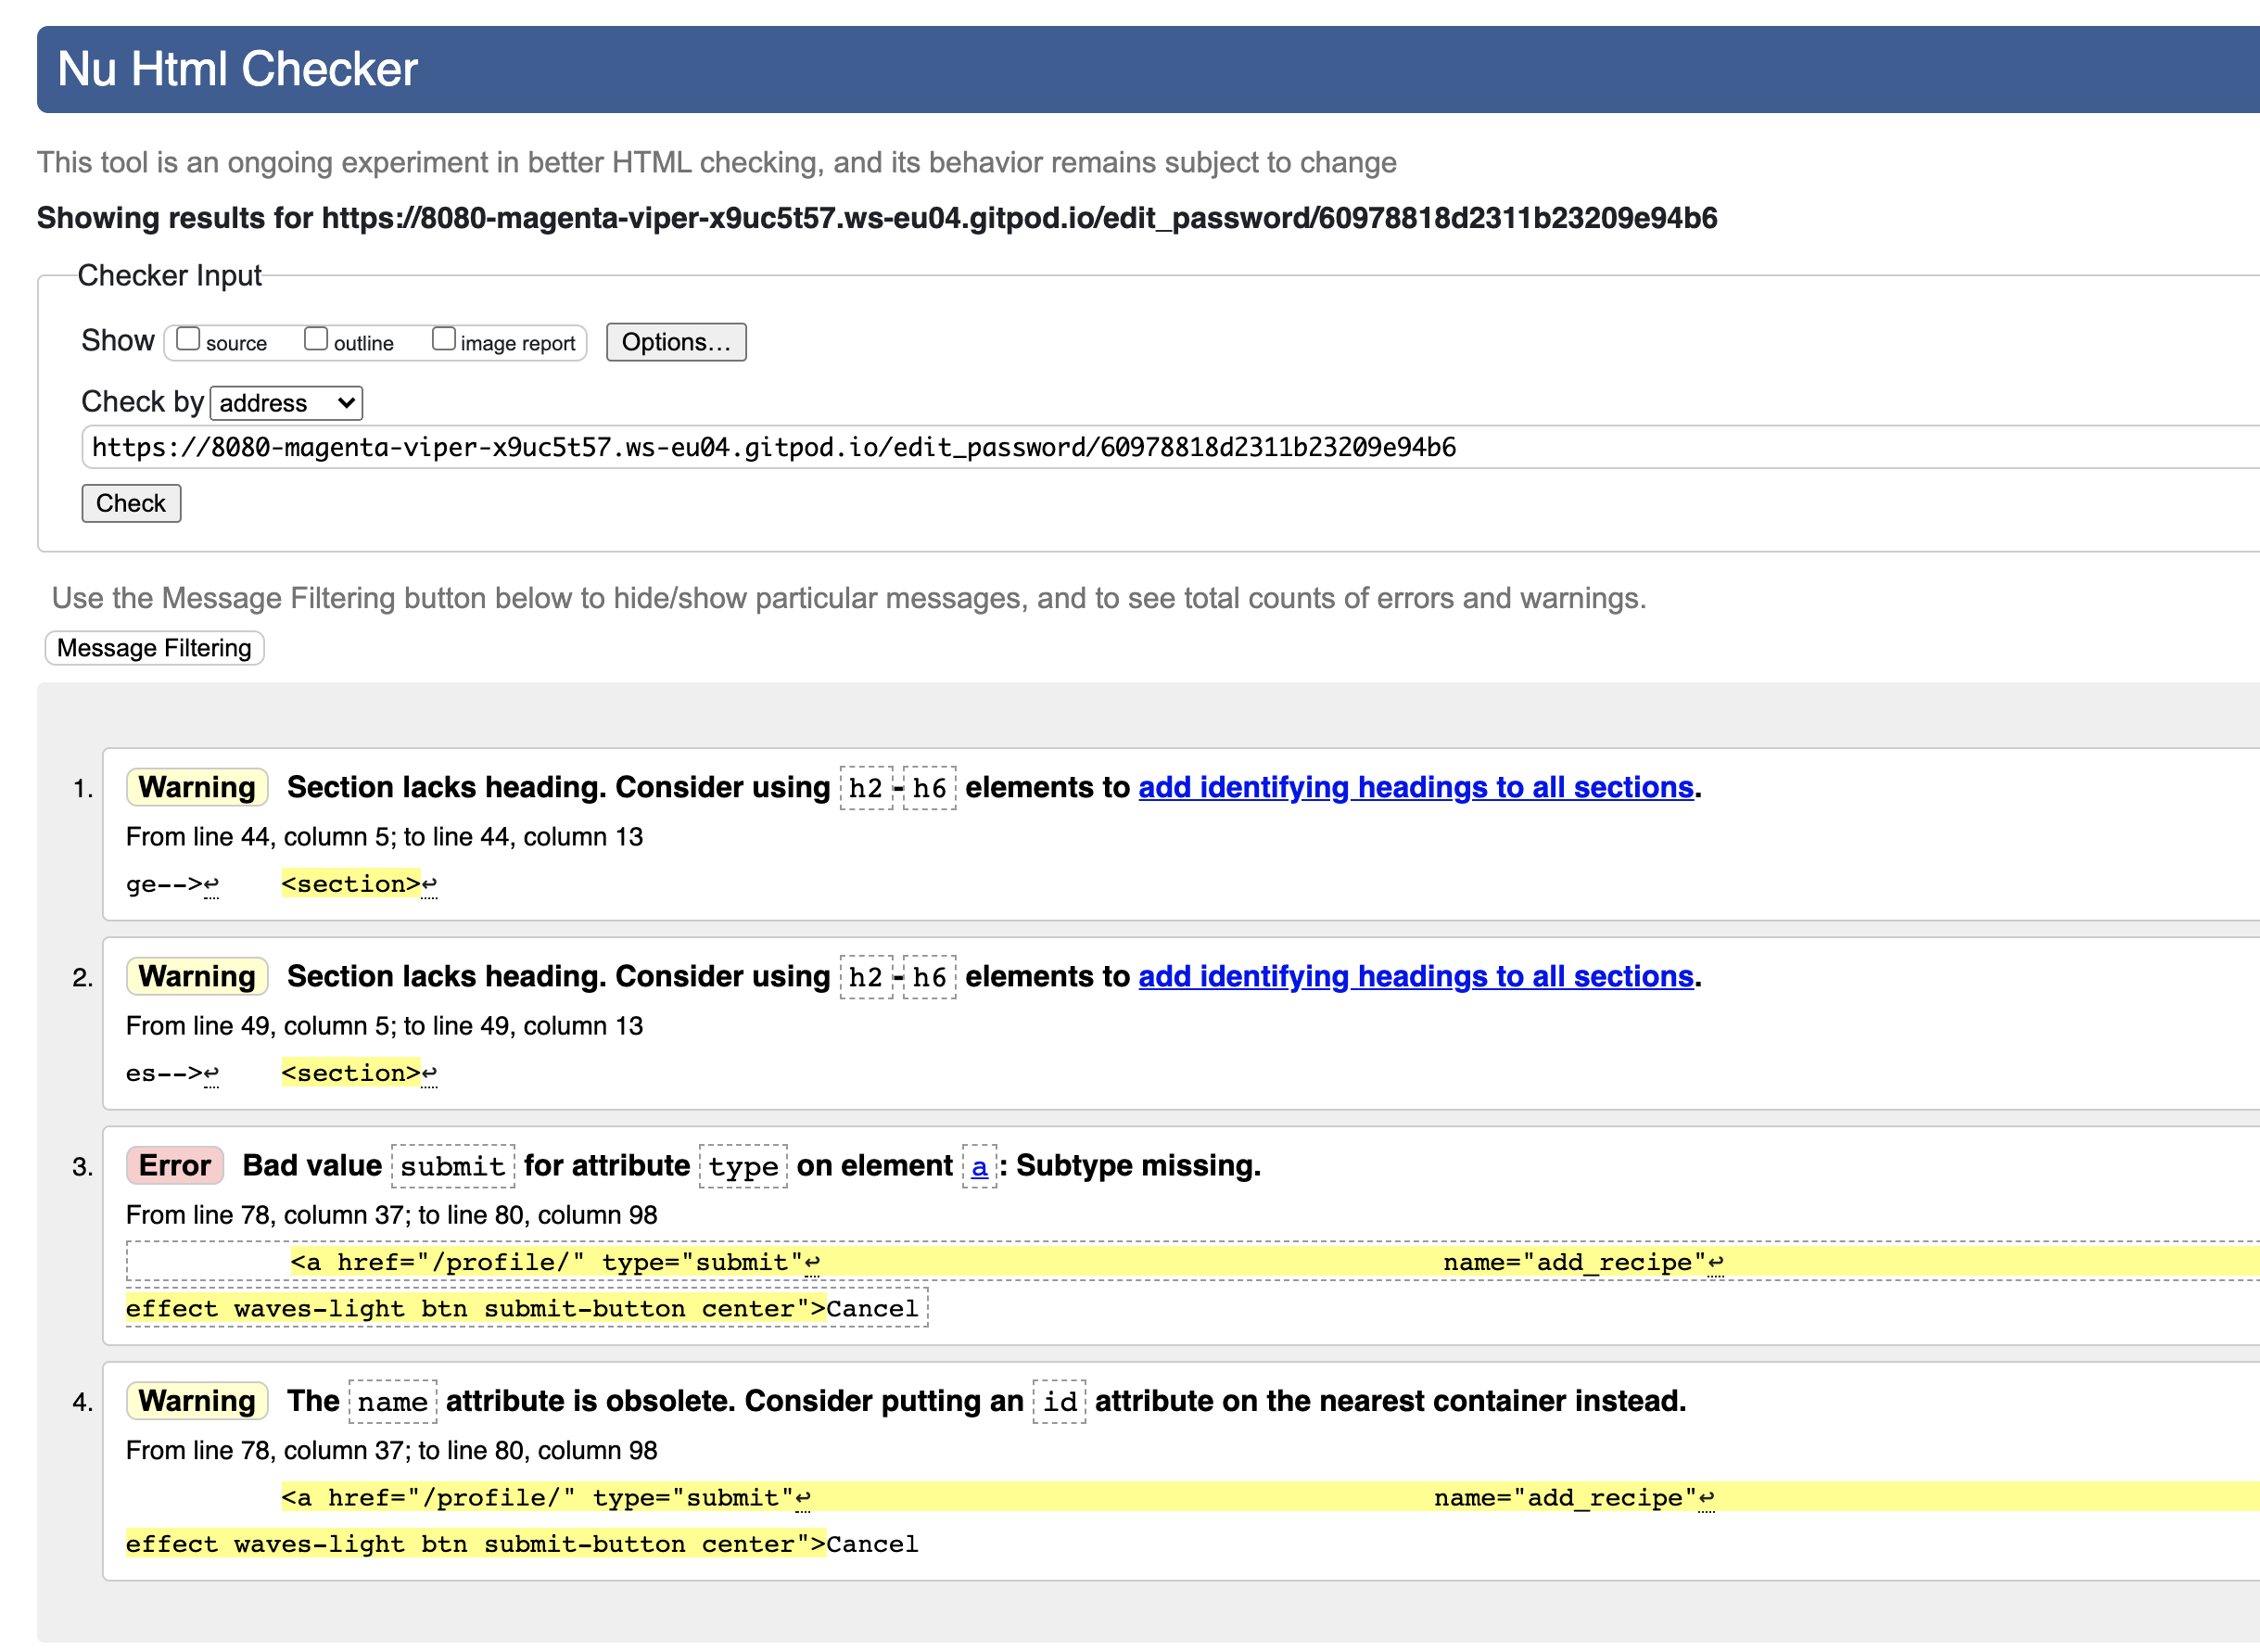 Nu Html Checker
This tool is an ongoing experiment in better HTML checking, and its behavior remains subject to change
Showing results for https://8080-magenta-viper-x9uc5t57.ws-eu04.gitpod.io/edit_password/60978818d2311b23209e94b6
Checker Input
Show source outline image report Options...
Check by address
https://8080-magenta-viper-x9uc5t57.ws-eu04.gitpod.io/edit_password/60978818d2311b23209e94b6
Check
Use the Message Filtering button below to hide/show particular messages, and to see total counts of errors and warnings.
Message Filtering
1. Warning Section lacks heading. Consider using h2-h6 elements to add identifying headings to all sections.
From line 44, column 5; to line 44, column 13
ge-->↩ <section>↩
2. Warning Section lacks heading. Consider using h2-h6 elements to add identifying headings to all sections.
From line 49, column 5; to line 49, column 13
es-->↩ <section>↩
3. Error Bad value submit for attribute type on element a: Subtype missing.
From line 78, column 37; to line 80, column 98
<a href="/profile/" type="submit"↩ name="add_recipe"↩
effect waves-light btn submit-button center">Cancel
4. Warning The name attribute is obsolete. Consider putting an id attribute on the nearest container instead.
From line 78, column 37; to line 80, column 98
<a href="/profile/" type="submit"↩ name="add_recipe"↩
effect waves-light btn submit-button center">Cancel